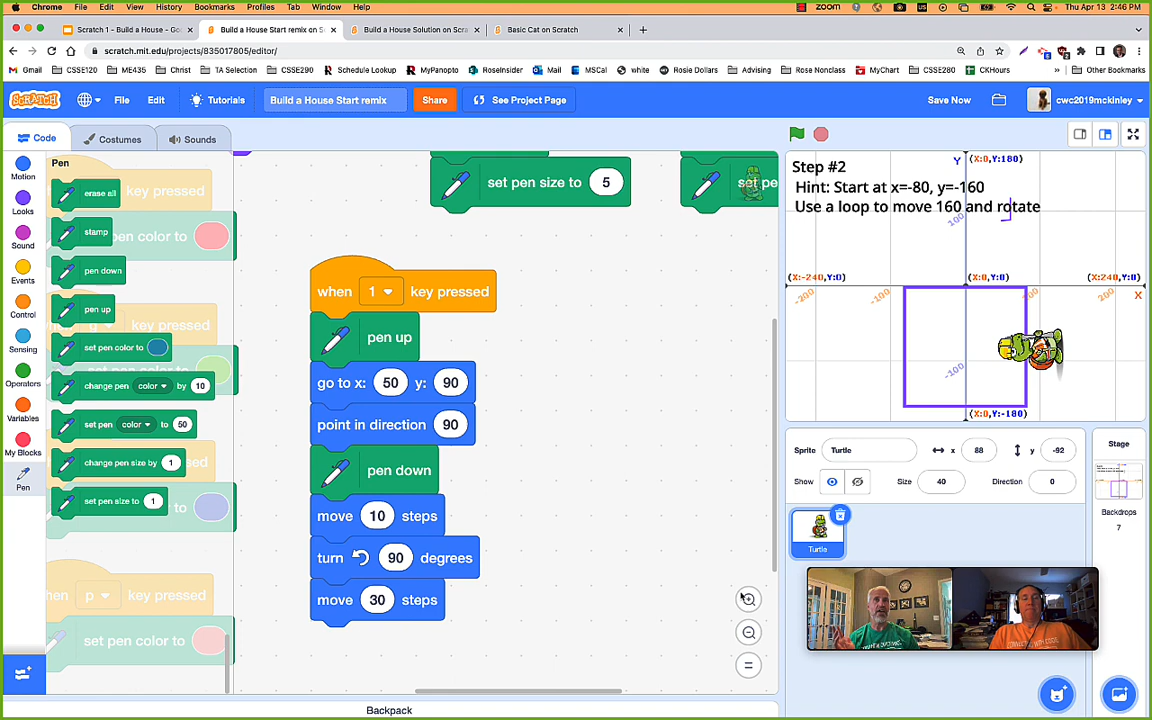 Chrome File Edit View History Bookmarks Profiles Tab Window Help zoom Thu Apr 13 2:46 PM
Scratch 1 - Build a House - Go Build a House Start remix on S Build a House Solution on Scra Basic Cat on Scratch
scratch.mit.edu/projects/835017805/editor/
Gmail CSSE120 ME435 Christ TA Selection CSSE290 Schedule Lookup MyPanopto RoseInsider Mail MSCal white Rosie Dollars Advising Rose Nonclass MyChart CSSE280 CKHours » Other Bookmarks
SCRATCH File Edit Tutorials Build a House Start remix Share See Project Page Save Now cwc2019mckinley
Code Costumes Sounds
Motion
Looks
Sound
Events
Control
Sensing
Operators
Variables
My Blocks
Pen
Pen
erase all
key pressed
stamp
pen color to
pen down
pen up
key pressed
set pen color to
change pen color by 10
set pen color to 50
change pen size by 1
set pen size to 1
when p key pressed
set pen color to
set pen size to 5
set pe
when 1 key pressed
pen up
go to x: 50 y: 90
point in direction 90
pen down
move 10 steps
turn 90 degrees
move 30 steps
Backpack
Step #2
Hint: Start at x=-80, y=-160
Use a loop to move 160 and rotate
Y (X:0,Y:180)
100
(X:-240,Y:0) (X:0,Y:0) (X:240,Y:0)
-200 -100 100 200 X
-100
(X:0,Y:-180)
Sprite Turtle x 88 y -92
Show Size 40 Direction 0
Turtle
Stage
Backdrops
7